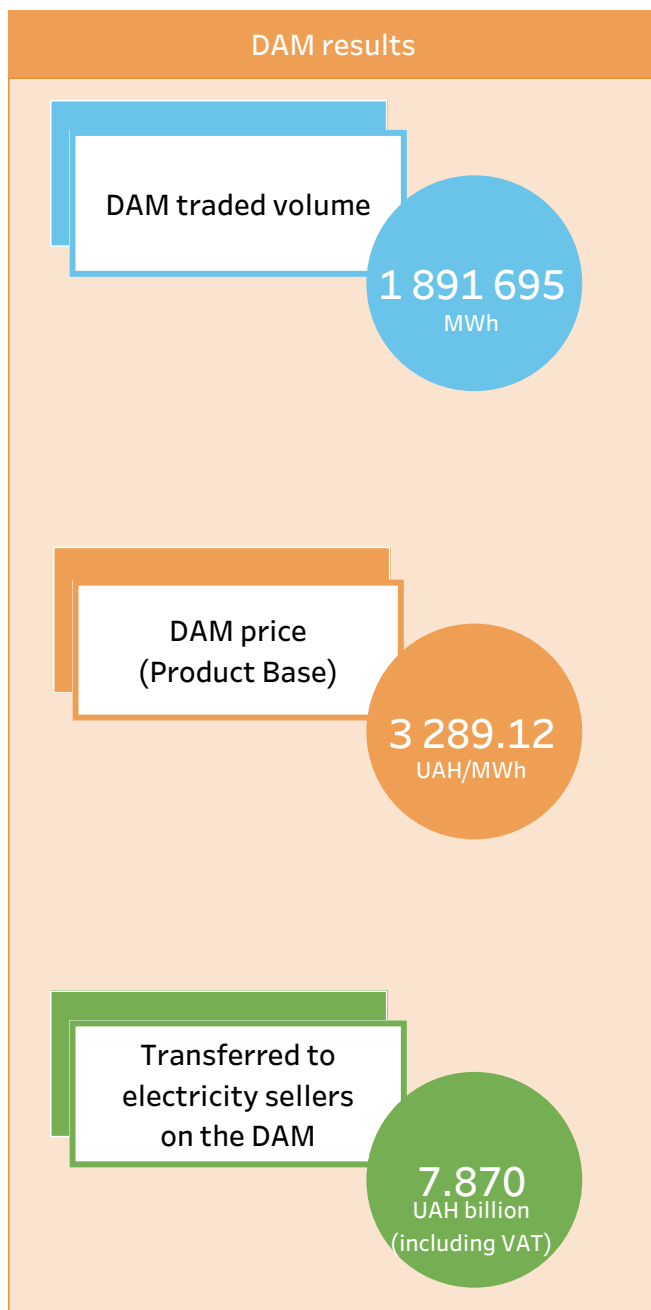 DAM results
DAM traded volume
1 891 695
MWh
DAM price
(Product Base)
3 289.12
UAH/MWh
Transferred to
electricity sellers
on the DAM
7.870
UAH billion
(including VAT)